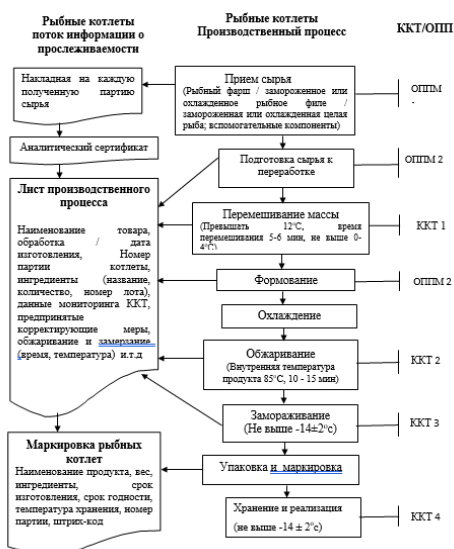 Рыбные котлеты
поток информации о
прослеживаемости
Рыбные котлеты
Производственный процесс
ККТ/ОПП
Накладная на каждую
полученную партию
сырья
Аналитический сертификат
Лист производственного
процесса
Наименование товара,
обработка / дата
изготовления, Номер
партии котлеты,
ингредиенты (название,
количество, номер лота),
данные мониторинга ККТ,
предпринятые
корректирующие меры,
обжаривание и замерзание
(время, температура) и.т.д
Маркировка рыбных
котлет
Наименование продукта, вес,
ингредиенты, срок
изготовления, срок годности,
температура хранения, номер
партии, штрих-код
Прием сырья
(Рыбный фарш / замороженное или
охлажденное рыбное филе /
замороженная или охлажденная целая
рыба; вспомогательные компоненты)
Подготовка сырья к
переработке
Перемешивание массы
(Превышать 12°С, время
перемешивания 5-6 мин, не выше 0-
4°С)
Формование
Охлаждение
Обжаривание
(Внутренняя температура
продукта 85°С, 10 - 15 мин)
Замораживание
(Не выше -14±2°с)
Упаковка и маркировка
Хранение и реализация
(не выше -14 ± 2°с)
ОППМ
-
ОППМ 2
ККТ 1
ОППМ 2
ККТ 2
ККТ 3
ККТ 4